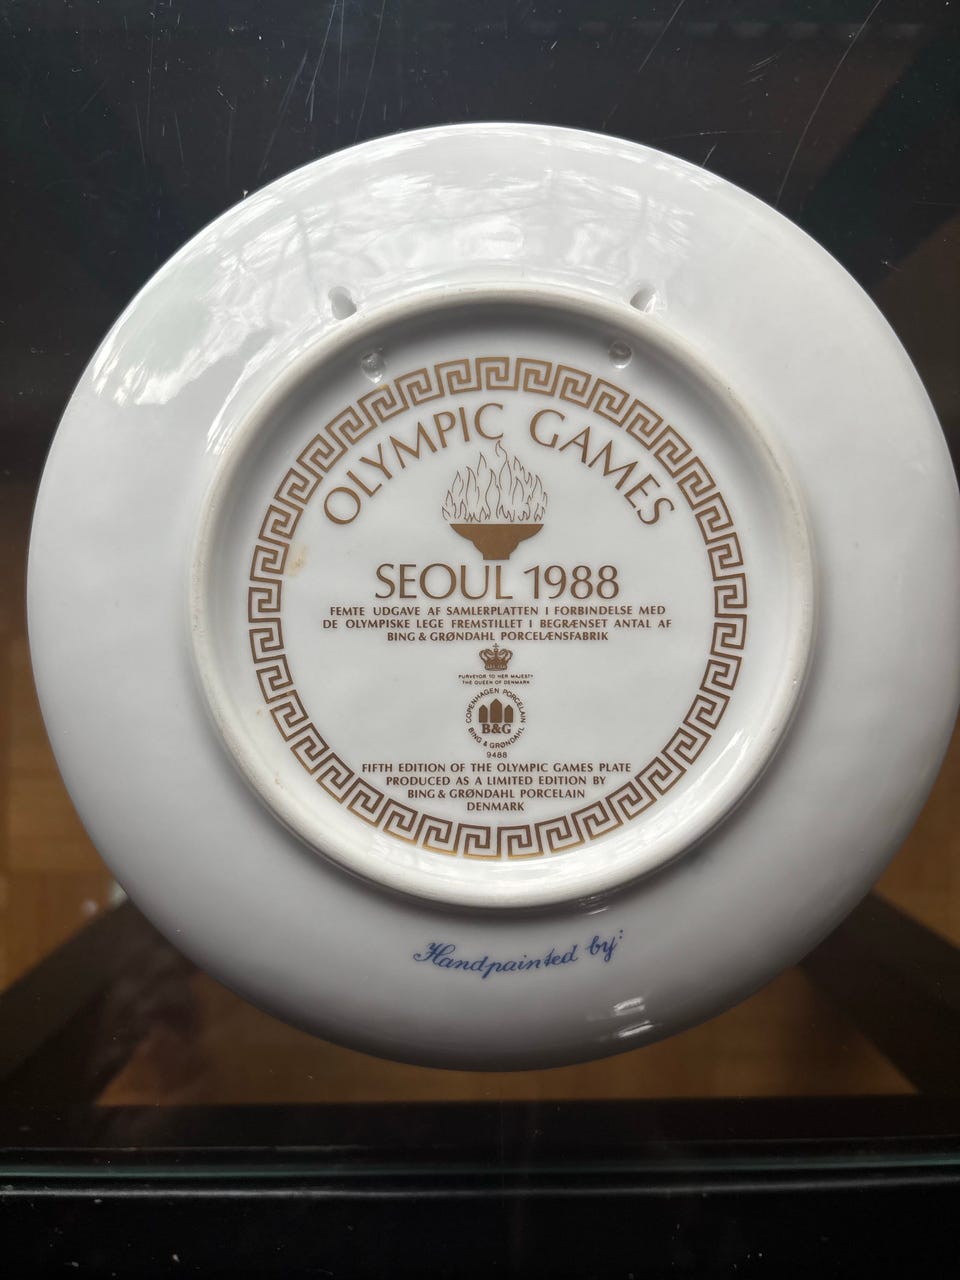 OLYMPIC GAMES
SEOUL 1988
FEMTE UDGAVE AF SAMLERPLATTEN I FORBINDELSE MED
DE OLYMPISKE LEGE FREMSTILLET I BEGRÆNSET ANTAL AF
BING & GRØNDAHL PORCELÆNSFABRIK
PURVEYOR TO HER MAJESTY
THE QUEEN OF DENMARK
COPENHAGEN PORCELAIN
B&G
BING & GRØNDAHL
9488
FIFTH EDITION OF THE OLYMPIC GAMES PLATE
PRODUCED AS A LIMITED EDITION BY
BING & GRØNDAHL PORCELAIN
DENMARK
Handpainted by: